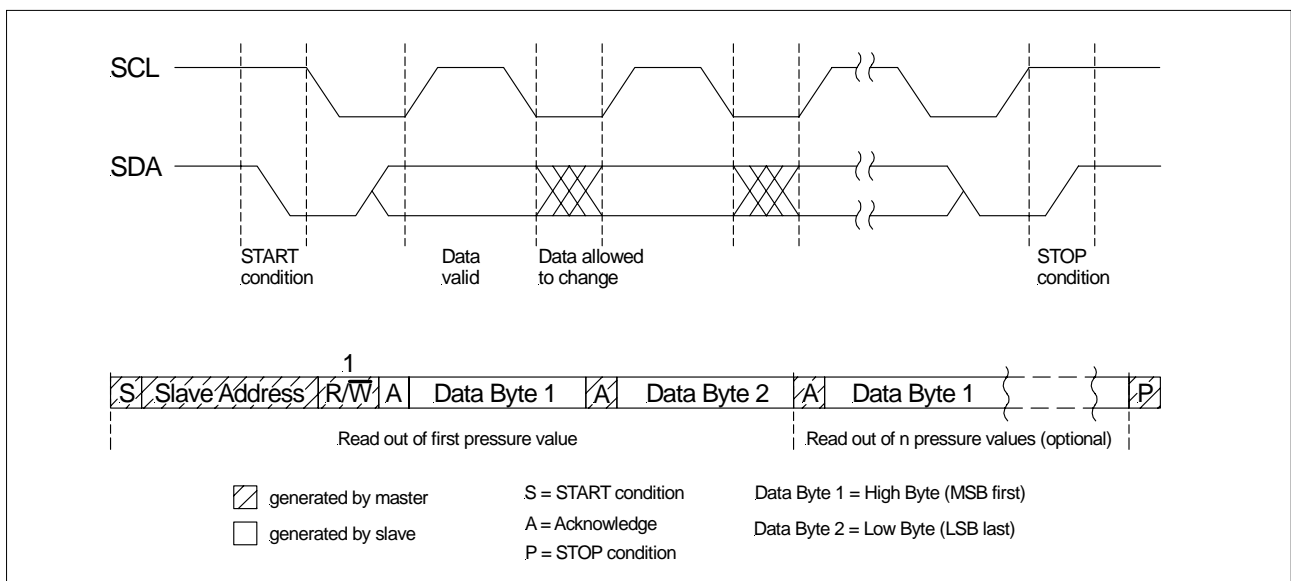 SCL
SDA
START
condition
Data
valid
Data allowed
to change
STOP
condition
1
S Slave Address R/W̅ A Data Byte 1 A Data Byte 2 A Data Byte 1 P
Read out of first pressure value
Read out of n pressure values (optional)
generated by master
generated by slave
S = START condition
A = Acknowledge
P = STOP condition
Data Byte 1 = High Byte (MSB first)
Data Byte 2 = Low Byte (LSB last)